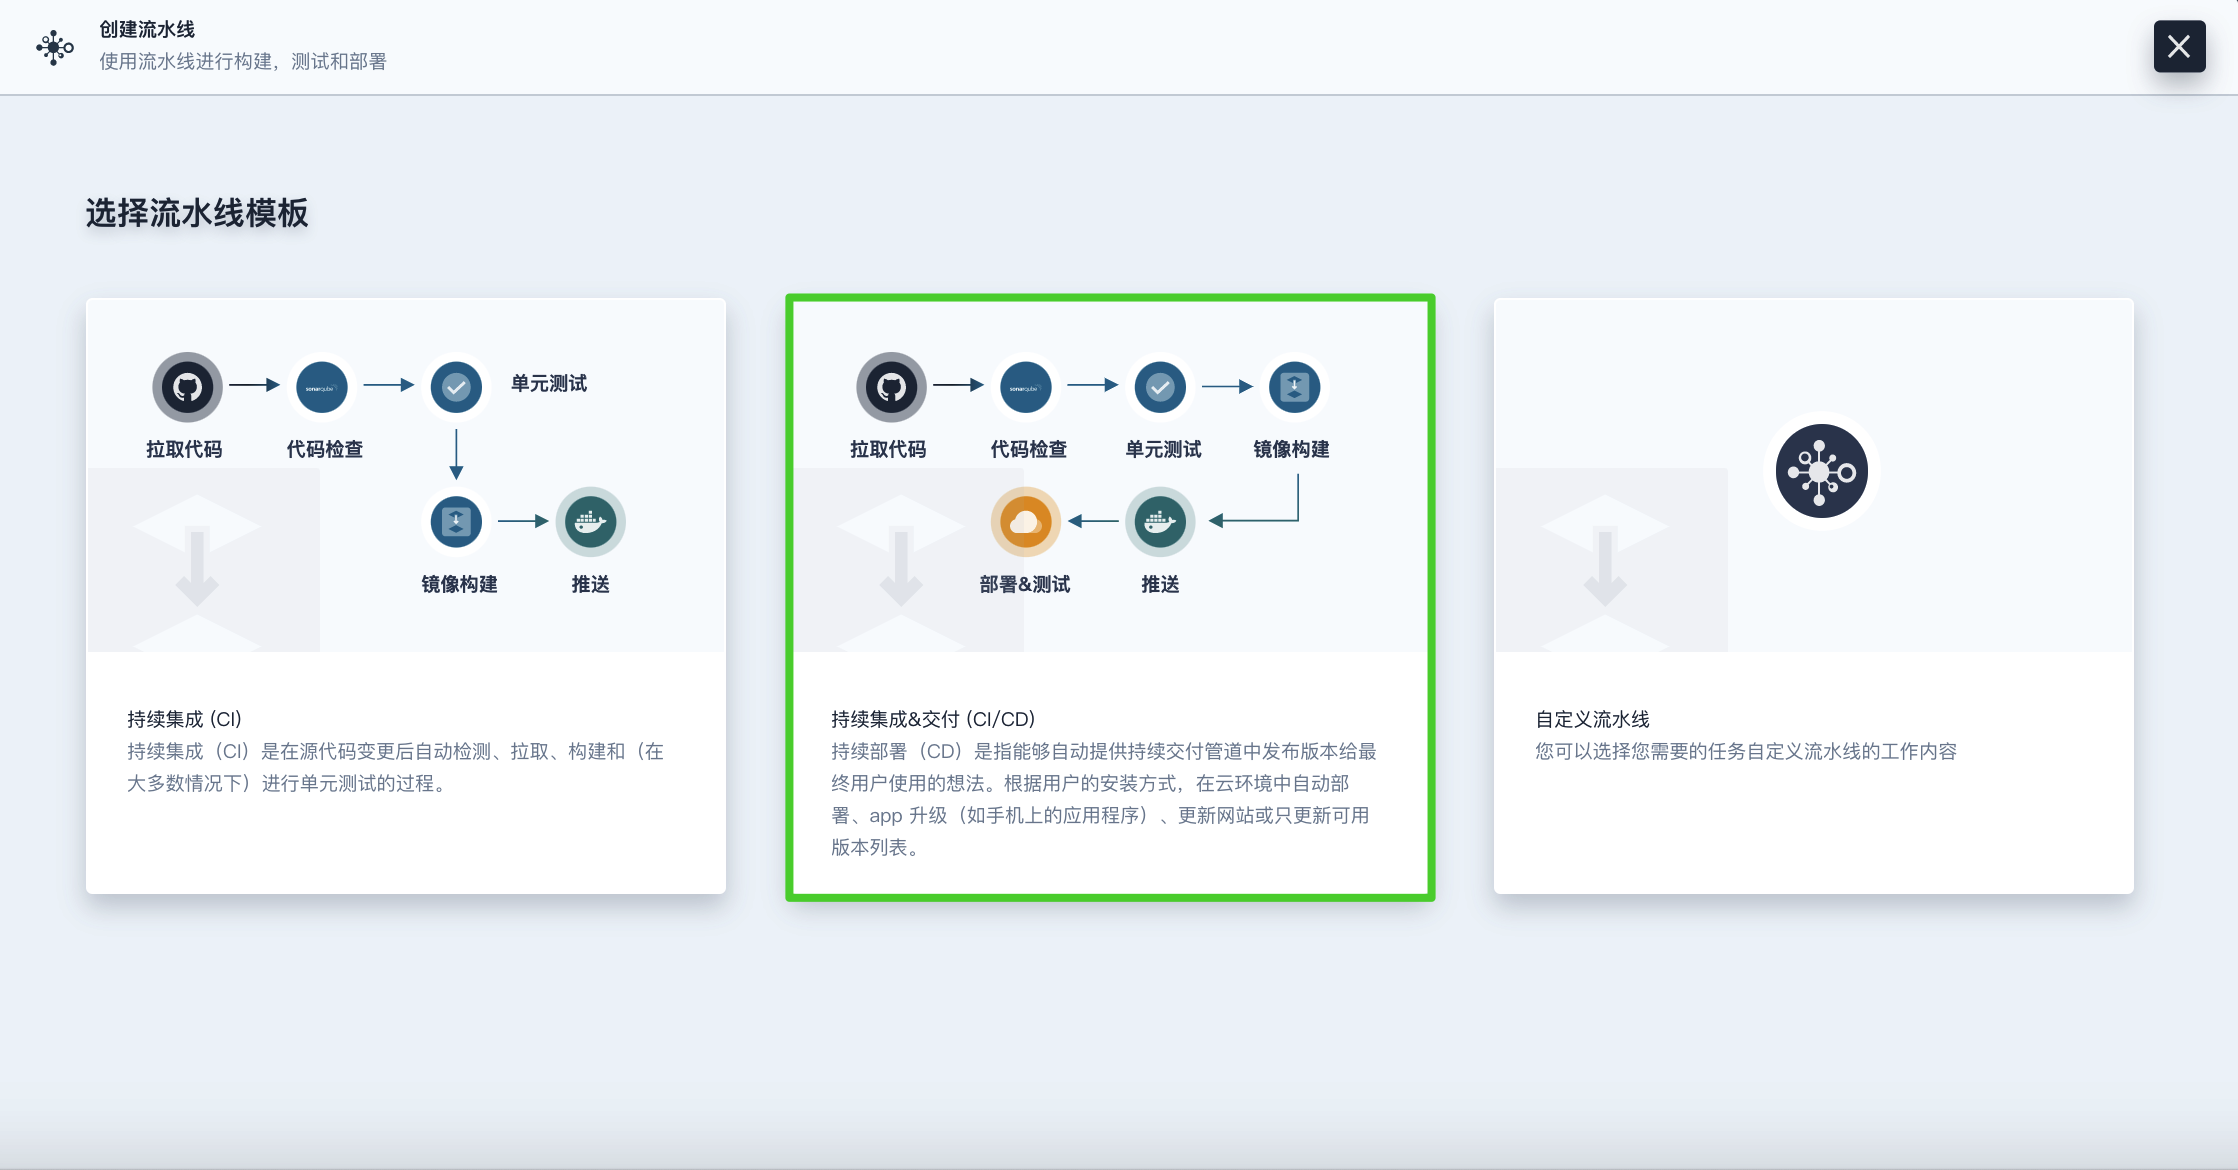 创建流水线
使用流水线进行构建，测试和部署
选择流水线模板
单元测试
拉取代码
代码检查
镜像构建
推送
持续集成 (CI)
持续集成（CI）是在源代码变更后自动检测、拉取、构建和（在
大多数情况下）进行单元测试的过程。
拉取代码
代码检查
单元测试
镜像构建
部署&测试
推送
持续集成&交付 (CI/CD)
持续部署（CD）是指能够自动提供持续交付管道中发布版本给最
终用户使用的想法。根据用户的安装方式，在云环境中自动部
署、app 升级（如手机上的应用程序）、更新网站或只更新可用
版本列表。
自定义流水线
您可以选择您需要的任务自定义流水线的工作内容
sonarqube
sonarqube